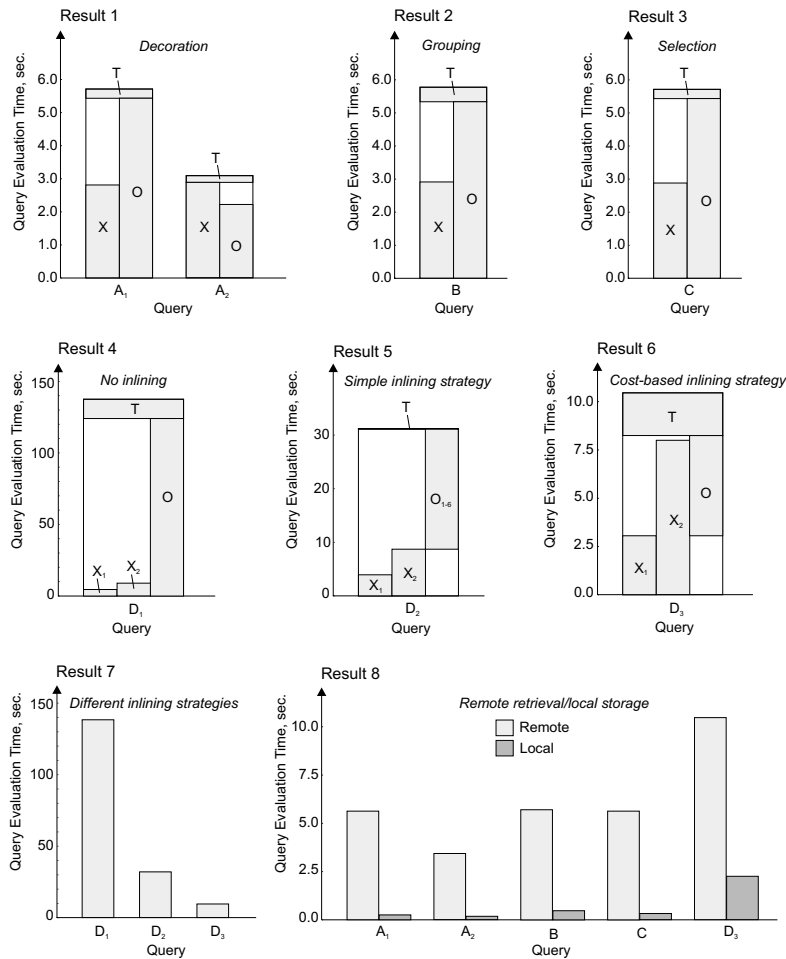 Result 1
Decoration
Query Evaluation Time, sec.
6.0
5.0
4.0
3.0
2.0
1.0
0.0
T
X
O
T
X
O
A₁
A₂
Query
Result 2
Grouping
Query Evaluation Time, sec.
6.0
5.0
4.0
3.0
2.0
1.0
0.0
T
X
O
B
Query
Result 3
Selection
Query Evaluation Time, sec.
6.0
5.0
4.0
3.0
2.0
1.0
0.0
T
X
O
C
Query
Result 4
No inlining
Query Evaluation Time, sec.
150
100
50
0
T
O
X₁
X₂
D₁
Query
Result 5
Simple inlining strategy
Query Evaluation Time, sec.
30
20
10
0
T
O₁₋₆
X₁
X₂
D₂
Query
Result 6
Cost-based inlining strategy
Query Evaluation Time, sec.
10.0
7.5
5.0
2.5
0.0
T
O
X₂
X₁
D₃
Query
Result 7
Different inlining strategies
Query Evaluation Time, sec.
150
100
50
0
D₁
D₂
D₃
Query
Result 8
Remote retrieval/local storage
Remote
Local
Query Evaluation Time, sec.
10.0
7.5
5.0
2.5
0.0
A₁
A₂
B
C
D₃
Query